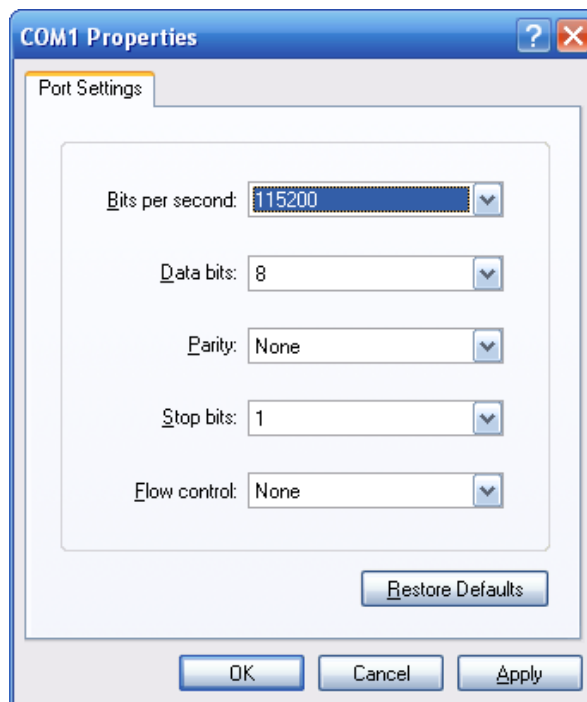 COM1 Properties
Port Settings
Bits per second: 115200
Data bits: 8
Parity: None
Stop bits: 1
Flow control: None
Restore Defaults
OK Cancel Apply